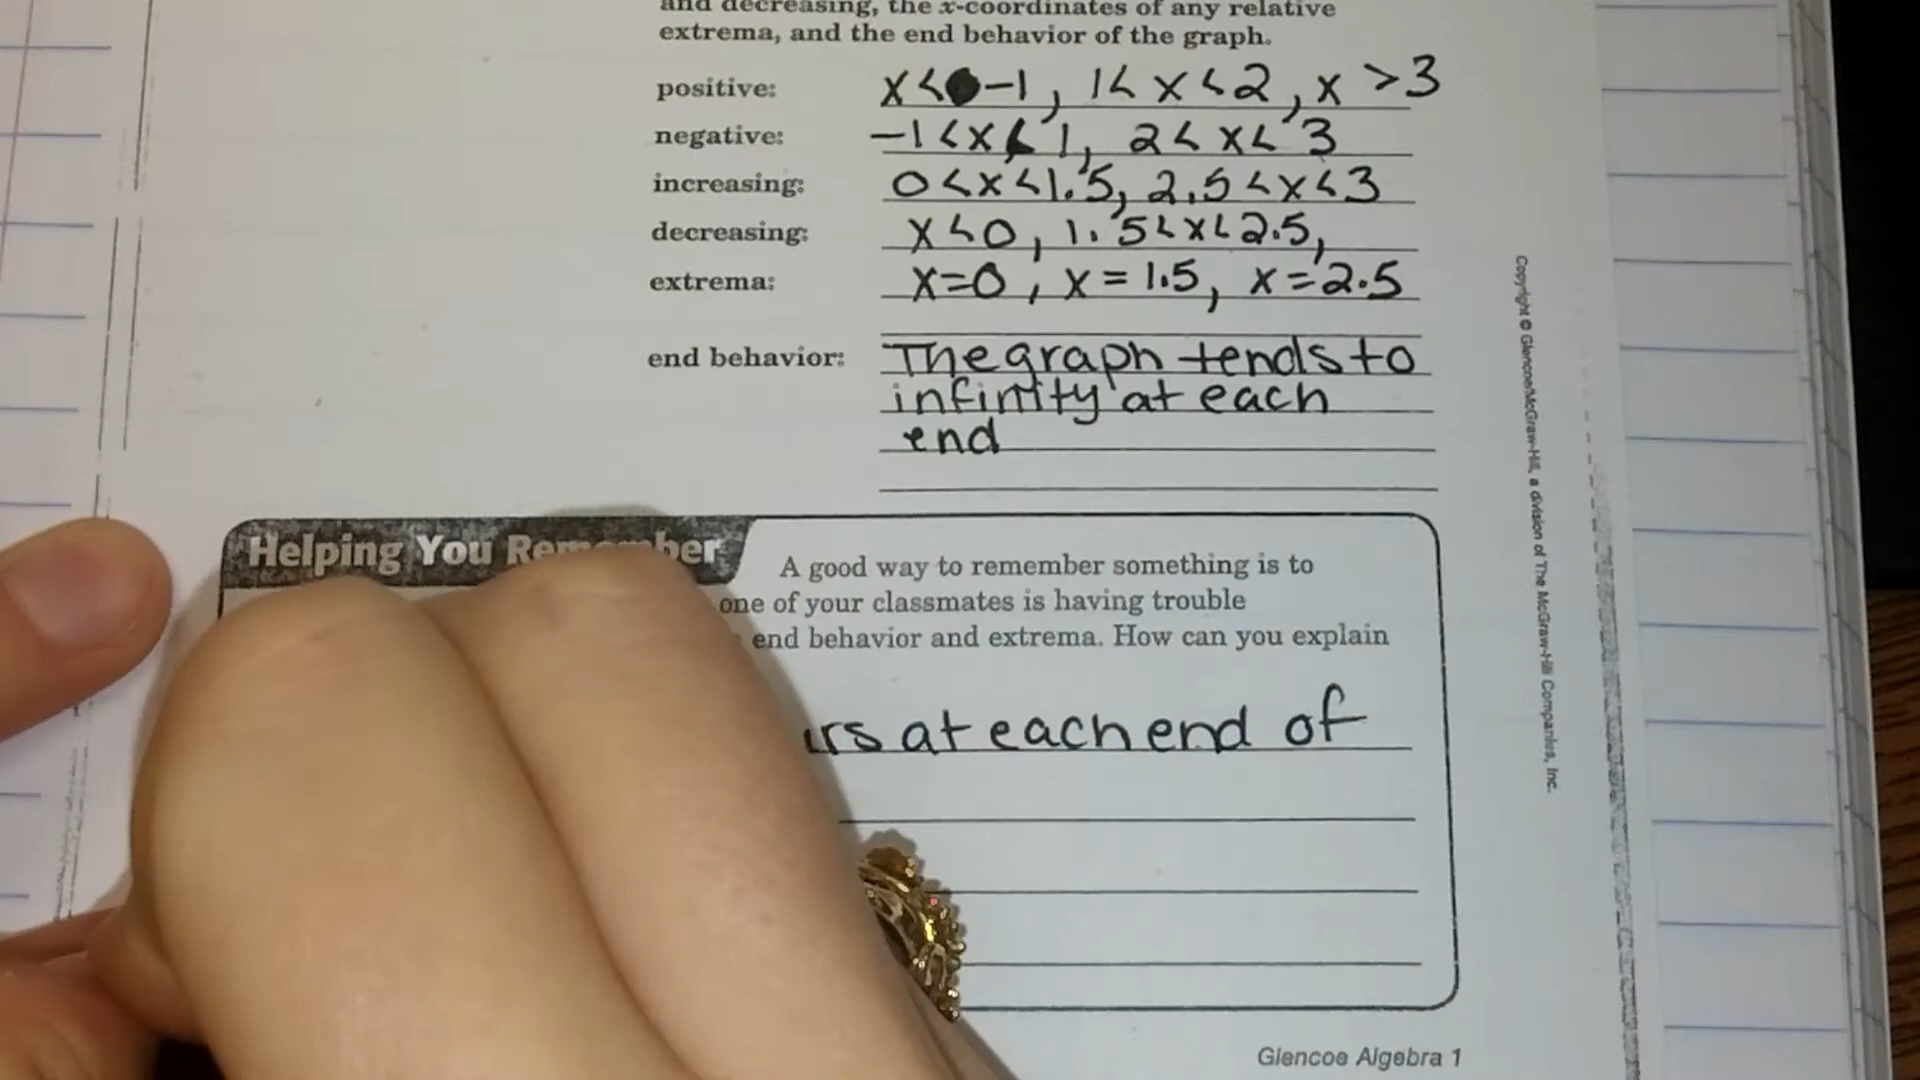 and decreasing, the x-coordinates of any relative
extrema, and the end behavior of the graph.
positive: x<-1, 1<x<2, x>3
negative: -1<x<1, 2<x<3
increasing: 0<x<1.5, 2.5<x<3
decreasing: x<0, 1.5<x<2.5,
extrema: x=0, x=1.5, x=2.5
end behavior: The graph tends to
infinity at each
end
Helping You Remember A good way to remember something is to
one of your classmates is having trouble
end behavior and extrema. How can you explain
at each end of
Copyright © Glencoe/McGraw-Hill, a division of The McGraw-Hill Companies, Inc.
Glencoe Algebra 1